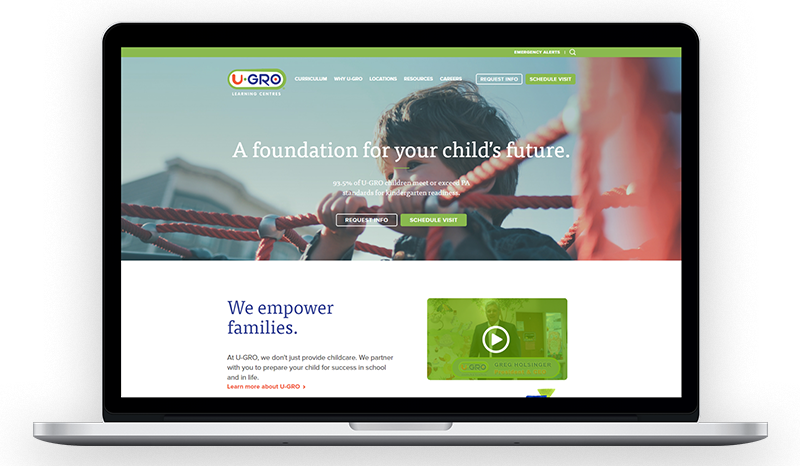 EMERGENCY ALERTS |
U·GRO
LEARNING CENTRES
CURRICULUM WHY U-GRO LOCATIONS RESOURCES CAREERS REQUEST INFO SCHEDULE VISIT
A foundation for your child's future.
93.5% of U-GRO children meet or exceed PA
standards for Kindergarten readiness.
REQUEST INFO SCHEDULE VISIT
We empower
families.
At U-GRO, we don't just provide childcare. We partner
with you to prepare your child for success in school
and in life.
Learn more about U-GRO >
U·GRO GREG HOLSINGER